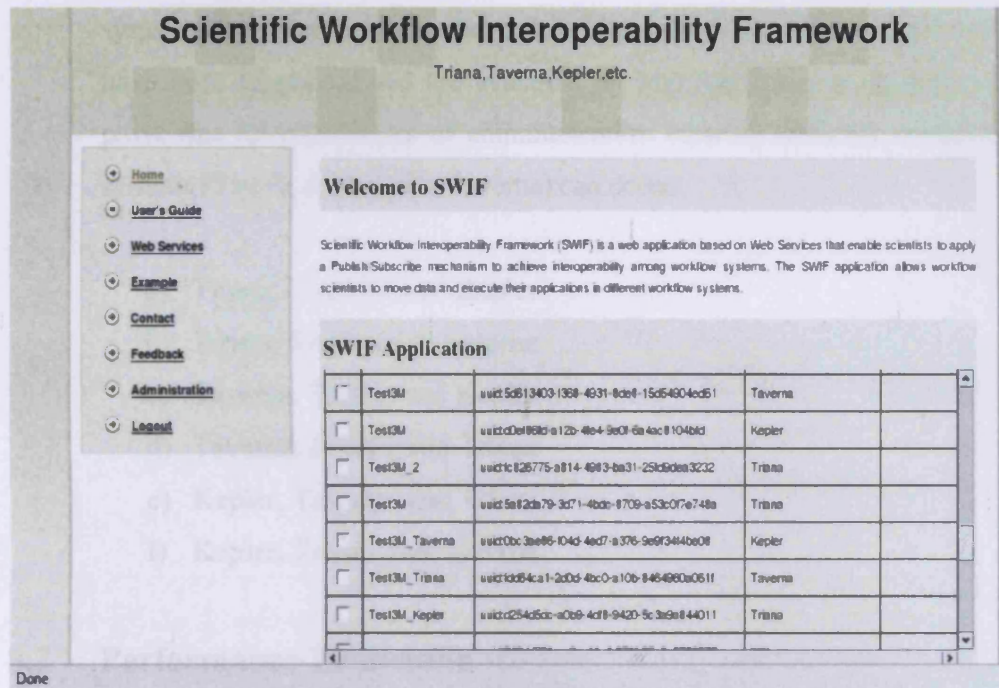 Scientific Workflow Interoperability Framework
Triana,Taverna,Kepler,etc.
Home
User's Guide
Web Services
Example
Contact
Feedback
Administration
Logout
Welcome to SWIF
Scientific Workflow Interoperability Framework (SWIF) is a web application based on Web Services that enable scientists to apply
a Publish/Subscribe mechanism to achieve interoperability among workflow systems. The SWIF application allows workflow
scientists to move data and execute their applications in different workflow systems.
SWIF Application
Test3M Taverna
Test3M Kepler
Test3M_2 Triana
Test3M Triana
Test3M_Taverna Kepler
Test3M_Triana Taverna
Test3M_Kepler Triana
e) Kepler,
f) Kepler,
Done